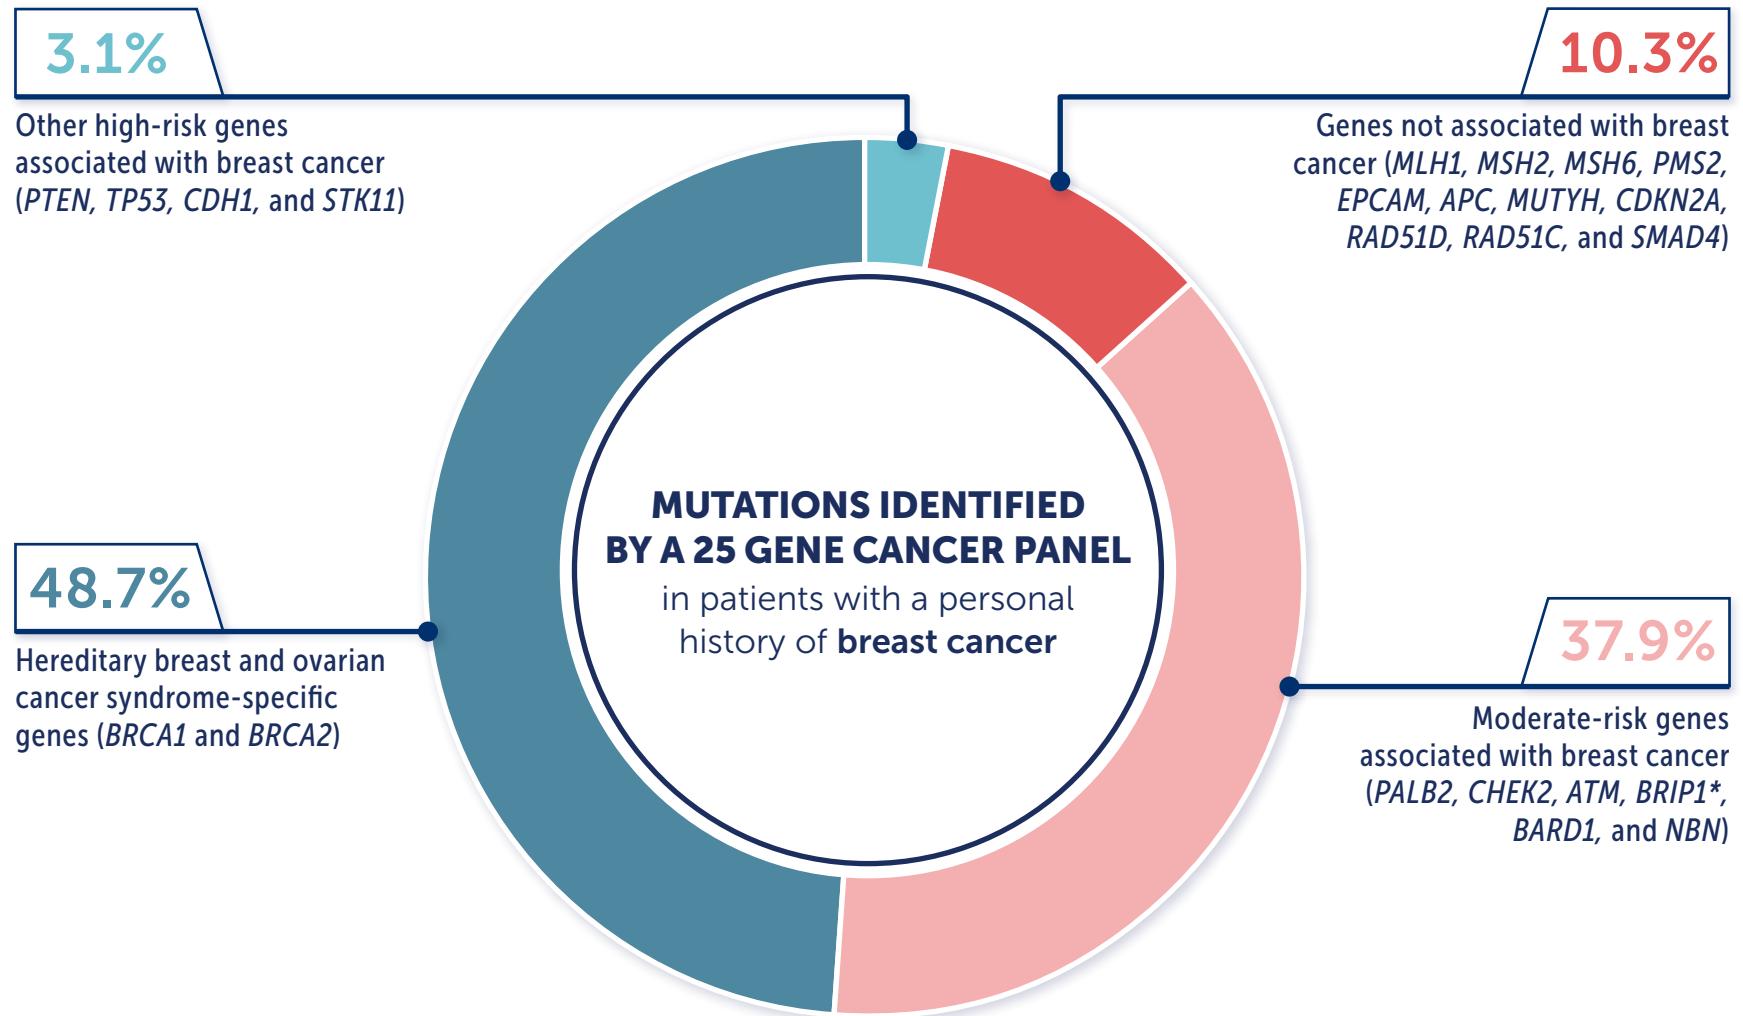 3.1%
Other high-risk genes
associated with breast cancer
(PTEN, TP53, CDH1, and STK11)
10.3%
Genes not associated with breast
cancer (MLH1, MSH2, MSH6, PMS2,
EPCAM, APC, MUTYH, CDKN2A,
RAD51D, RAD51C, and SMAD4)
MUTATIONS IDENTIFIED
BY A 25 GENE CANCER PANEL
in patients with a personal
history of breast cancer
48.7%
Hereditary breast and ovarian
cancer syndrome-specific
genes (BRCA1 and BRCA2)
37.9%
Moderate-risk genes
associated with breast cancer
(PALB2, CHEK2, ATM, BRIP1*,
BARD1, and NBN)